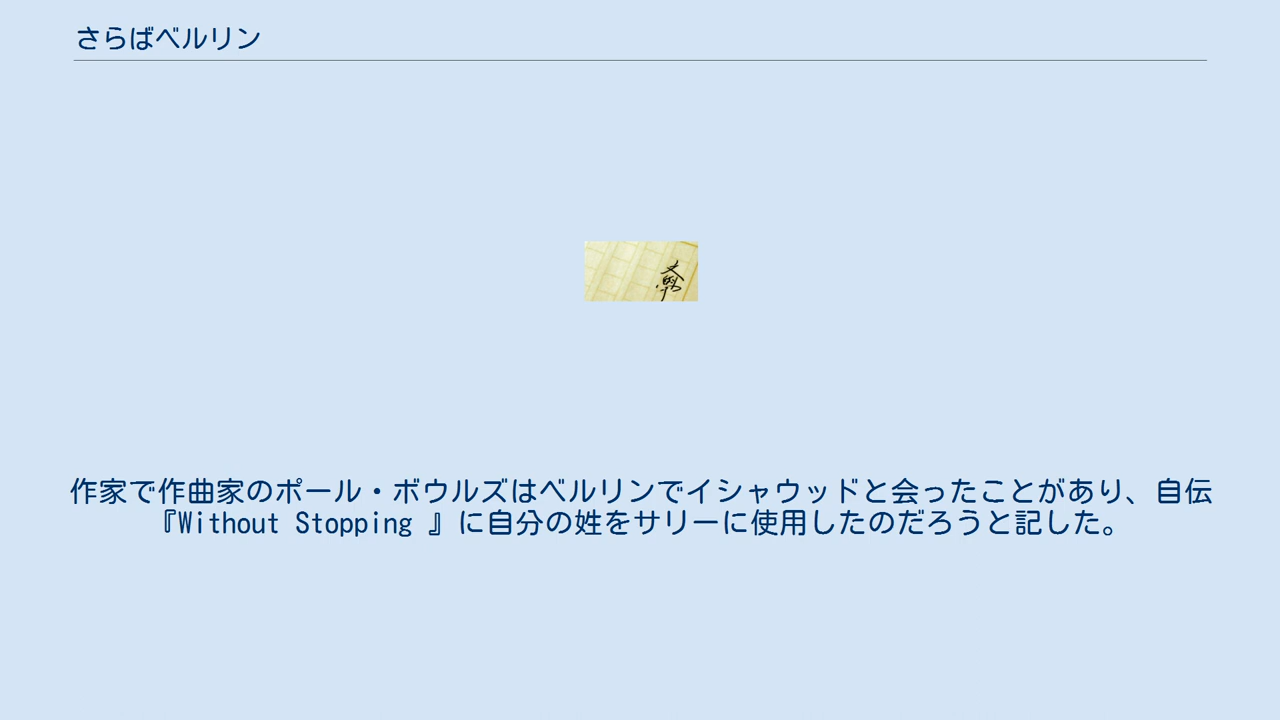 さらばベルリン
作家で作曲家のポール・ボウルズはベルリンでイシャウッドと会ったことがあり、自伝
『Without Stopping 』に自分の姓をサリーに使用したのだろうと記した。